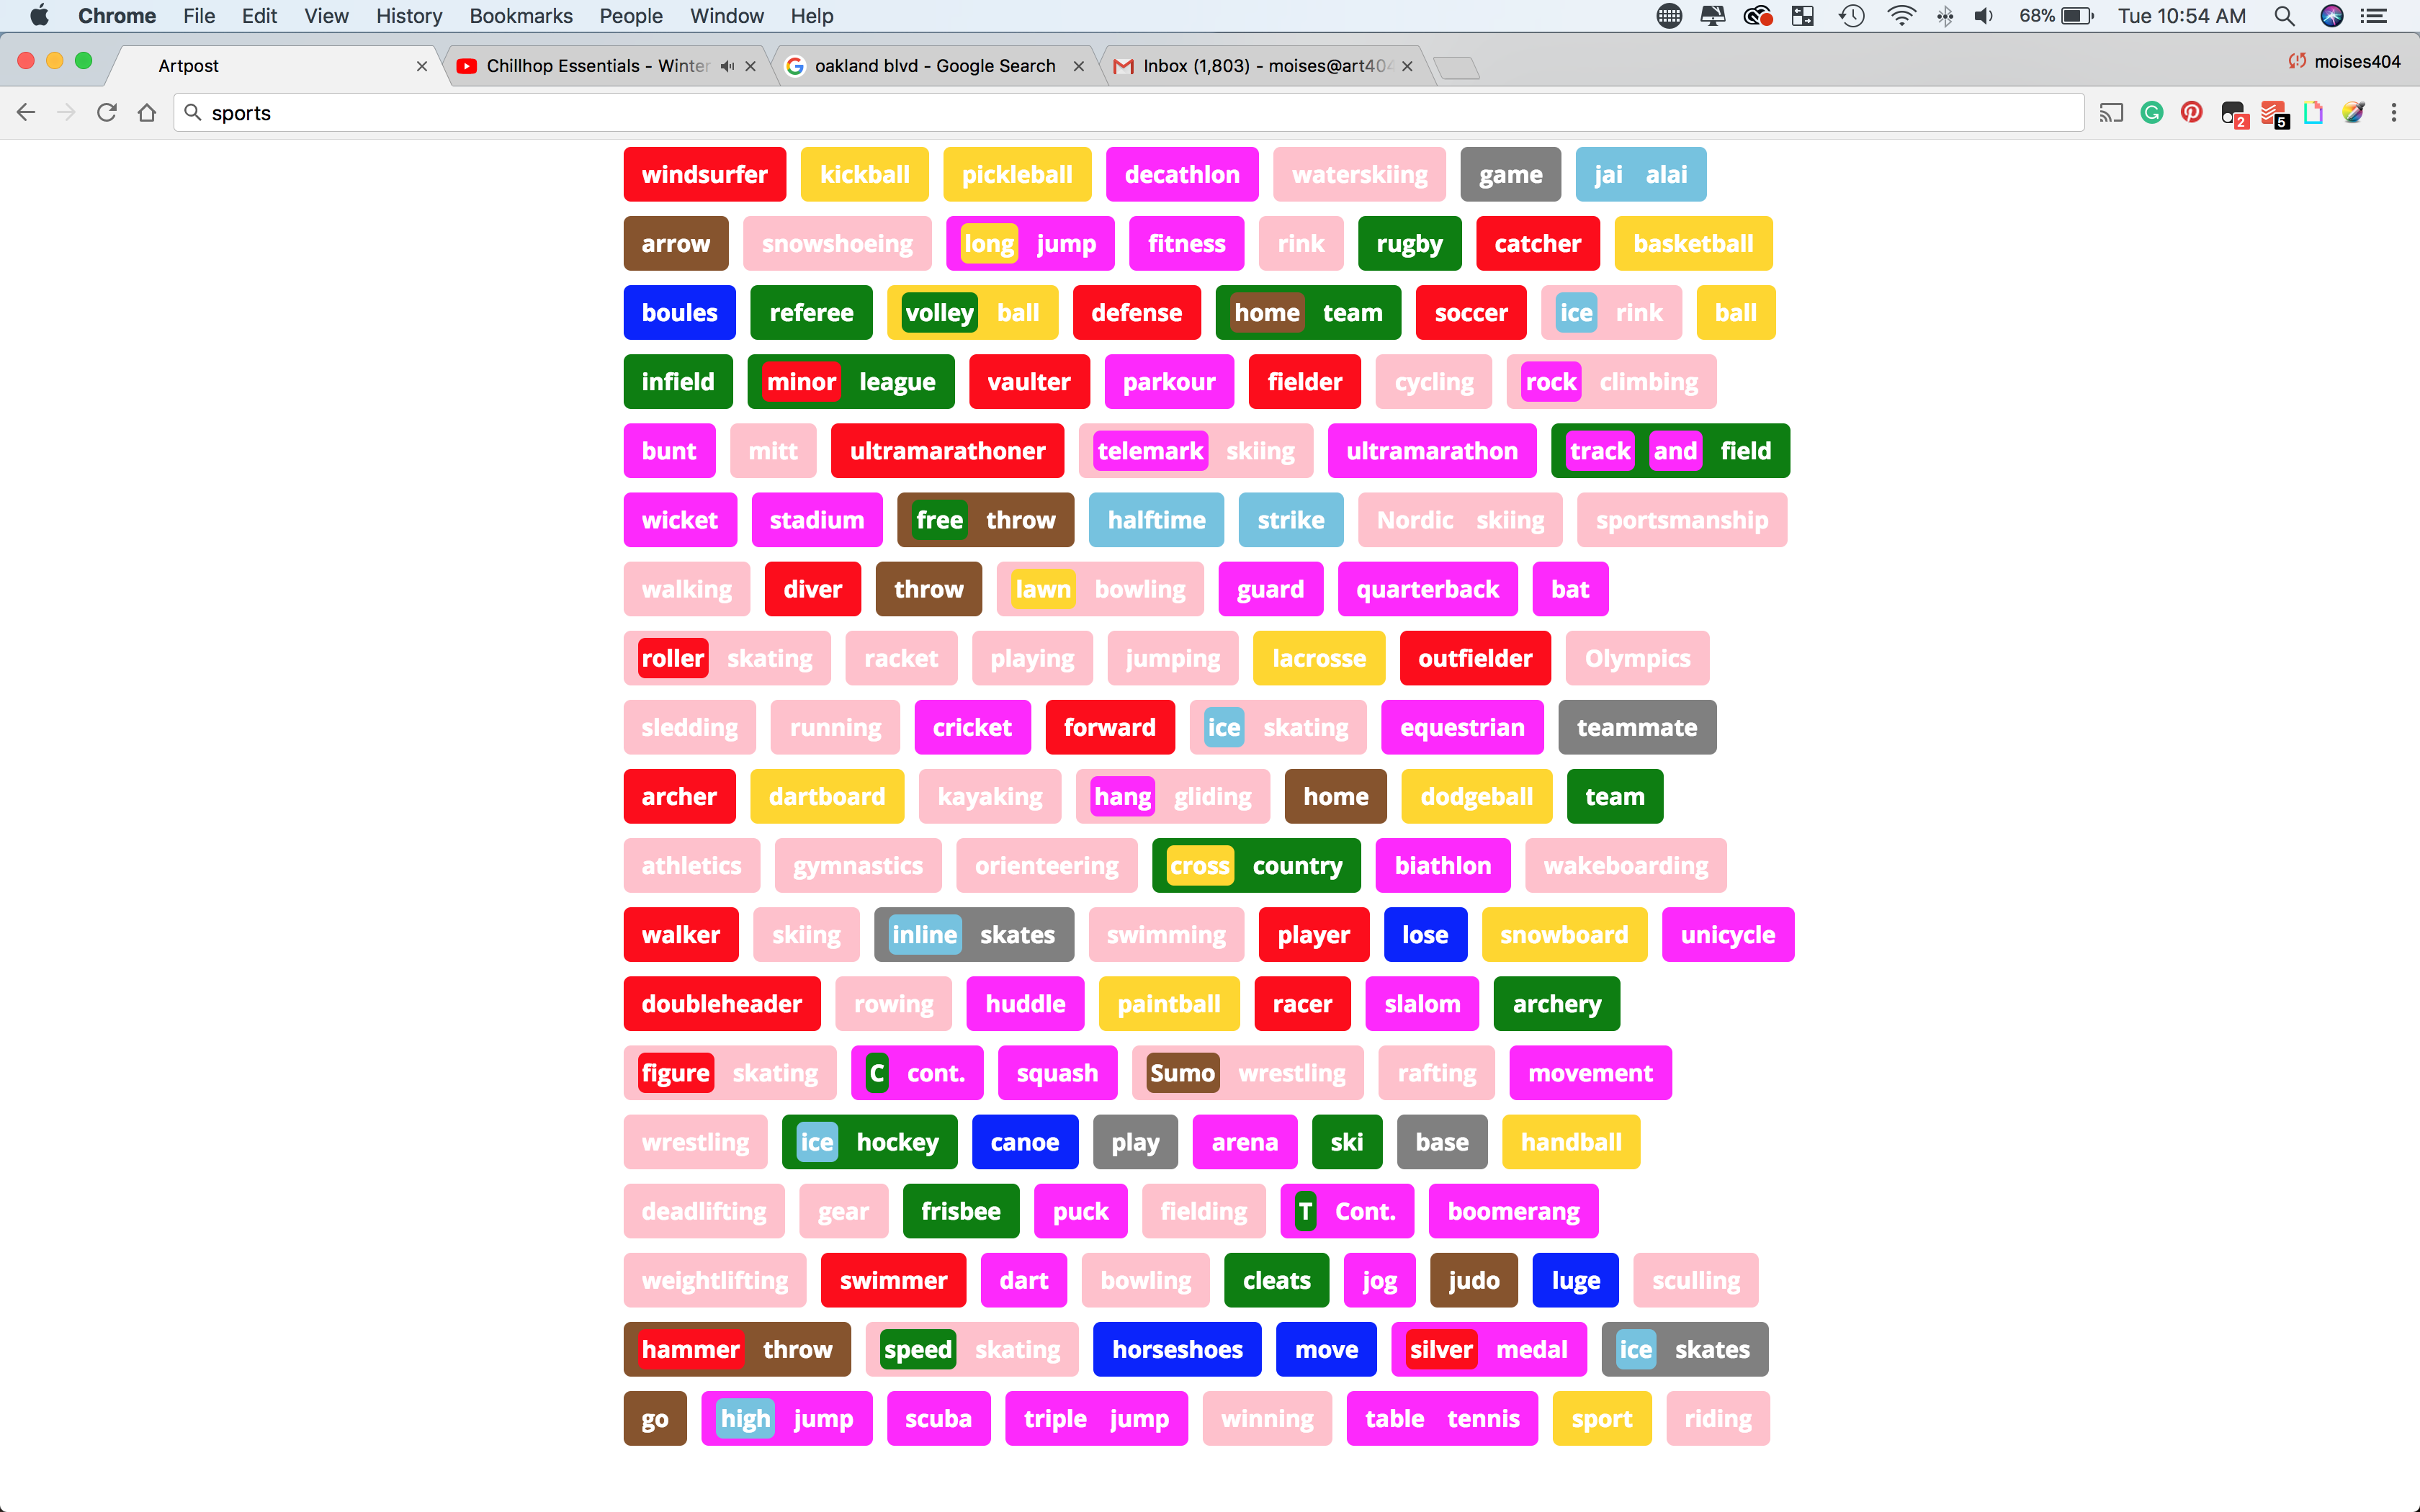 Chrome File Edit View History Bookmarks People Window Help 68% Tue 10:54 AM
Artpost Chillhop Essentials - Winter oakland blvd - Google Search Inbox (1,803) - moises@art404 moises404
sports 2 5
windsurfer kickball pickleball decathlon waterskiing game jai alai
arrow snowshoeing long jump fitness rink rugby catcher basketball
boules referee volley ball defense home team soccer ice rink ball
infield minor league vaulter parkour fielder cycling rock climbing
bunt mitt ultramarathoner telemark skiing ultramarathon track and field
wicket stadium free throw halftime strike Nordic skiing sportsmanship
walking diver throw lawn bowling guard quarterback bat
roller skating racket playing jumping lacrosse outfielder Olympics
sledding running cricket forward ice skating equestrian teammate
archer dartboard kayaking hang gliding home dodgeball team
athletics gymnastics orienteering cross country biathlon wakeboarding
walker skiing inline skates swimming player lose snowboard unicycle
doubleheader rowing huddle paintball racer slalom archery
figure skating C cont. squash Sumo wrestling rafting movement
wrestling ice hockey canoe play arena ski base handball
deadlifting gear frisbee puck fielding T Cont. boomerang
weightlifting swimmer dart bowling cleats jog judo luge sculling
hammer throw speed skating horseshoes move silver medal ice skates
go high jump scuba triple jump winning table tennis sport riding